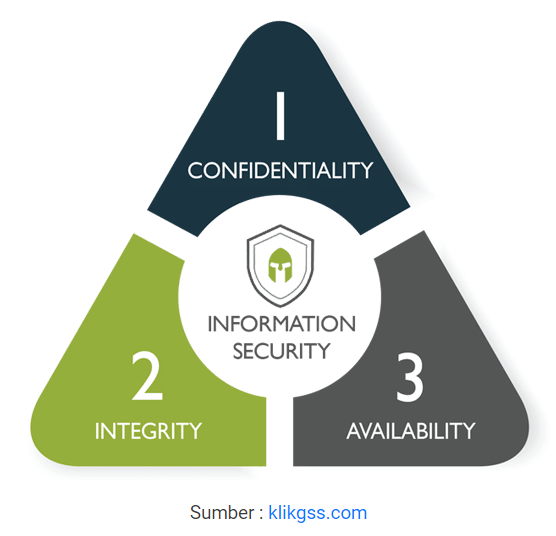 1
CONFIDENTIALITY
INFORMATION
SECURITY
2
INTEGRITY
3
AVAILABILITY
Sumber : klikgss.com